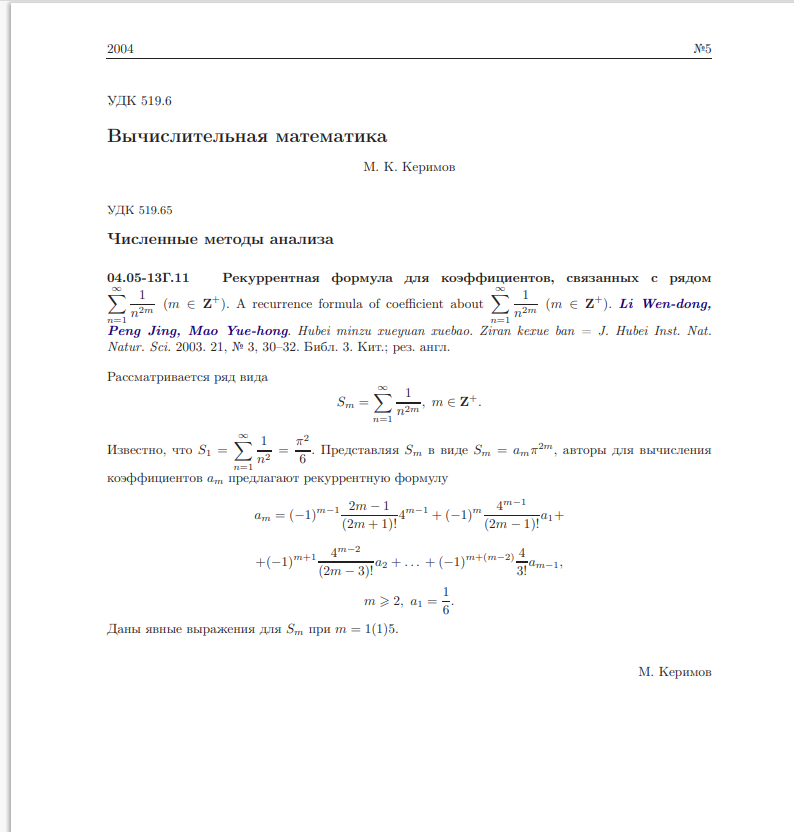 2004 №5
УДК 519.6
Вычислительная математика
М. К. Керимов
УДК 519.65
Численные методы анализа
04.05-13Г.11 Рекуррентная формула для коэффициентов, связанных с рядом
∑_{n=1}^{∞} 1/n^{2m} (m ∈ Z⁺). A recurrence formula of coefficient about ∑_{n=1}^{∞} 1/n^{2m} (m ∈ Z⁺). Li Wen-dong,
Peng Jing, Mao Yue-hong. Hubei minzu xueyuan xuebao. Ziran kexue ban = J. Hubei Inst. Nat.
Natur. Sci. 2003. 21, № 3, 30–32. Библ. 3. Кит.; рез. англ.
Рассматривается ряд вида
S_m = ∑_{n=1}^{∞} 1/n^{2m}, m ∈ Z⁺.
Известно, что S_1 = ∑_{n=1}^{∞} 1/n^2 = π^2/6. Представляя S_m в виде S_m = a_m π^{2m}, авторы для вычисления
коэффициентов a_m предлагают рекуррентную формулу
a_m = (−1)^{m−1} (2m − 1)/(2m + 1)! 4^{m−1} + (−1)^m 4^{m−1}/(2m − 1)! a_1+
+(−1)^{m+1} 4^{m−2}/(2m − 3)! a_2 + … + (−1)^{m+(m−2)} 4/3! a_{m−1},
m ⩾ 2, a_1 = 1/6.
Даны явные выражения для S_m при m = 1(1)5.
М. Керимов